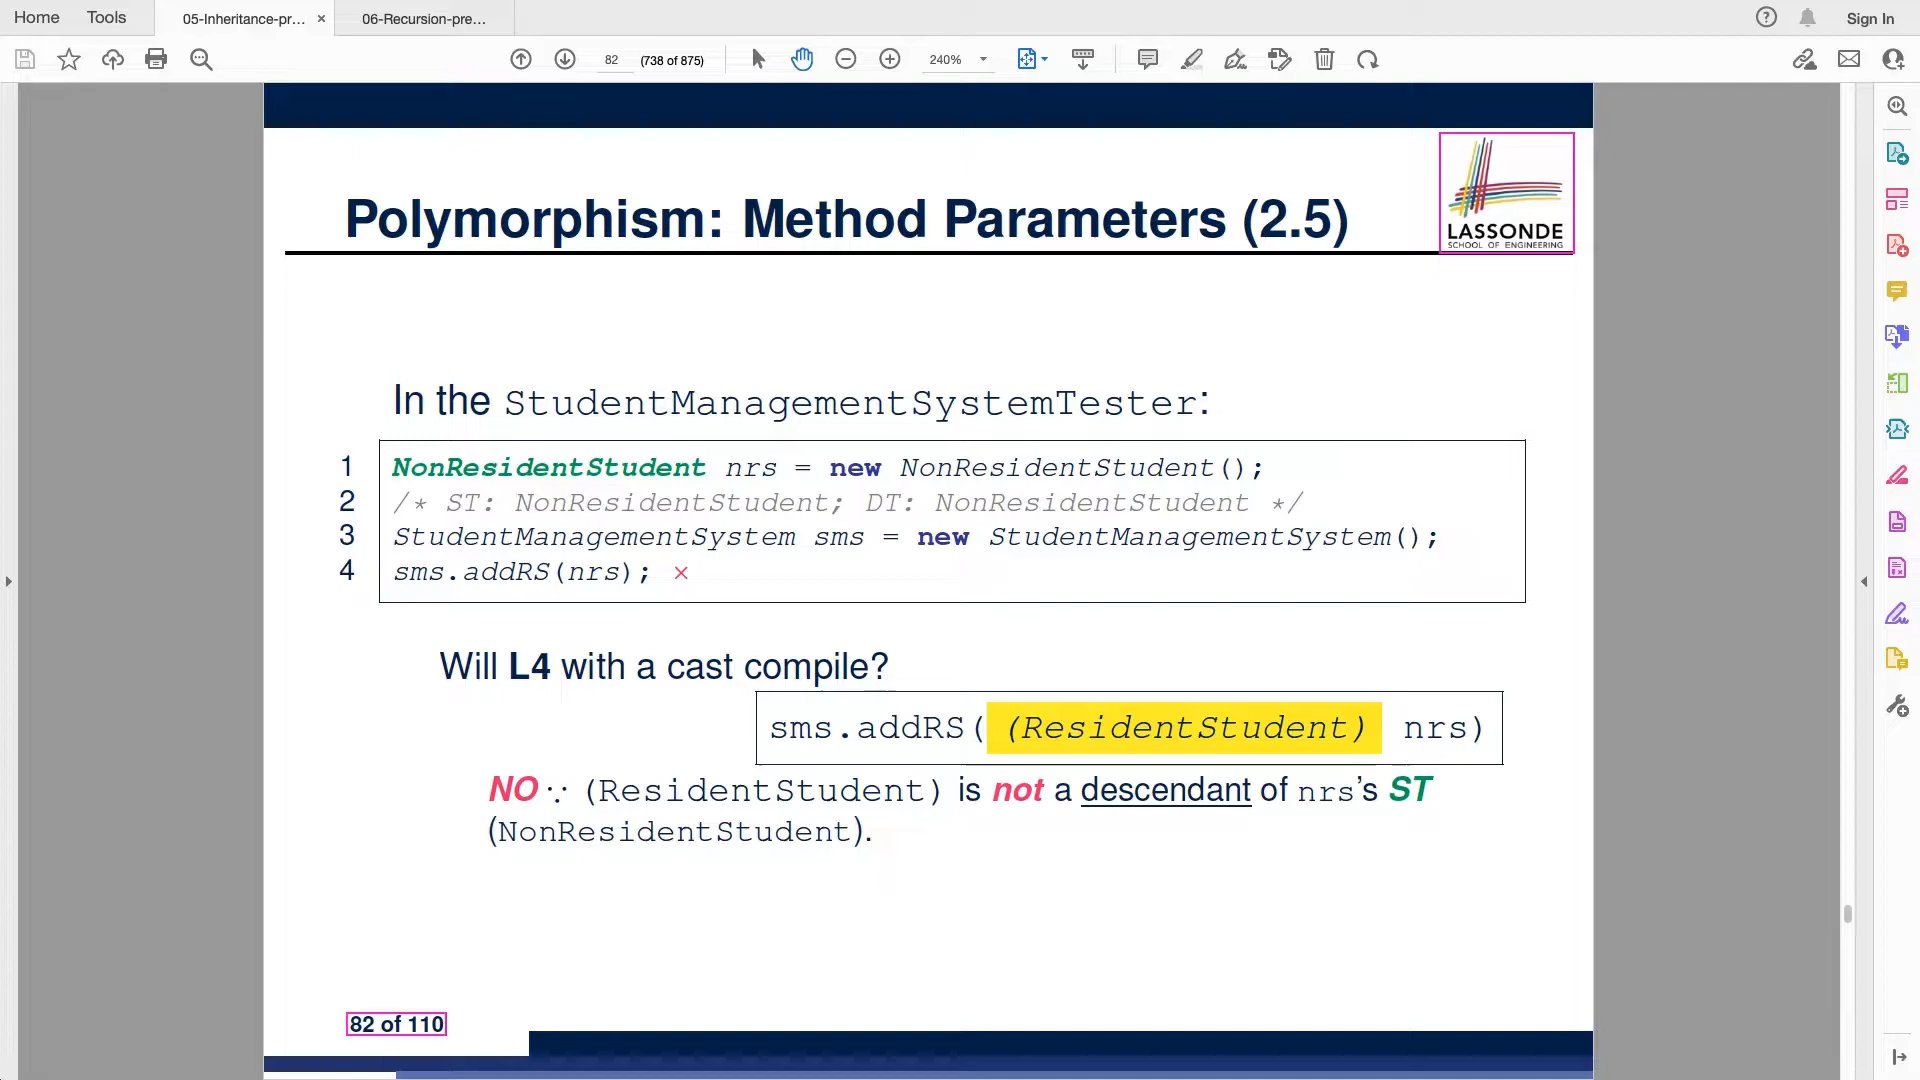 Home Tools 05-Inheritance-pr... × 06-Recursion-pre... Sign In
82 (738 of 875) 240%
Polymorphism: Method Parameters (2.5)
LASSONDE
SCHOOL OF ENGINEERING
In the StudentManagementSystemTester:
1 NonResidentStudent nrs = new NonResidentStudent();
2 /* ST: NonResidentStudent; DT: NonResidentStudent */
3 StudentManagementSystem sms = new StudentManagementSystem();
4 sms.addRS(nrs); ×
Will L4 with a cast compile?
sms.addRS( (ResidentStudent) nrs)
NO ∵ (ResidentStudent) is not a descendant of nrs's ST
(NonResidentStudent).
82 of 110